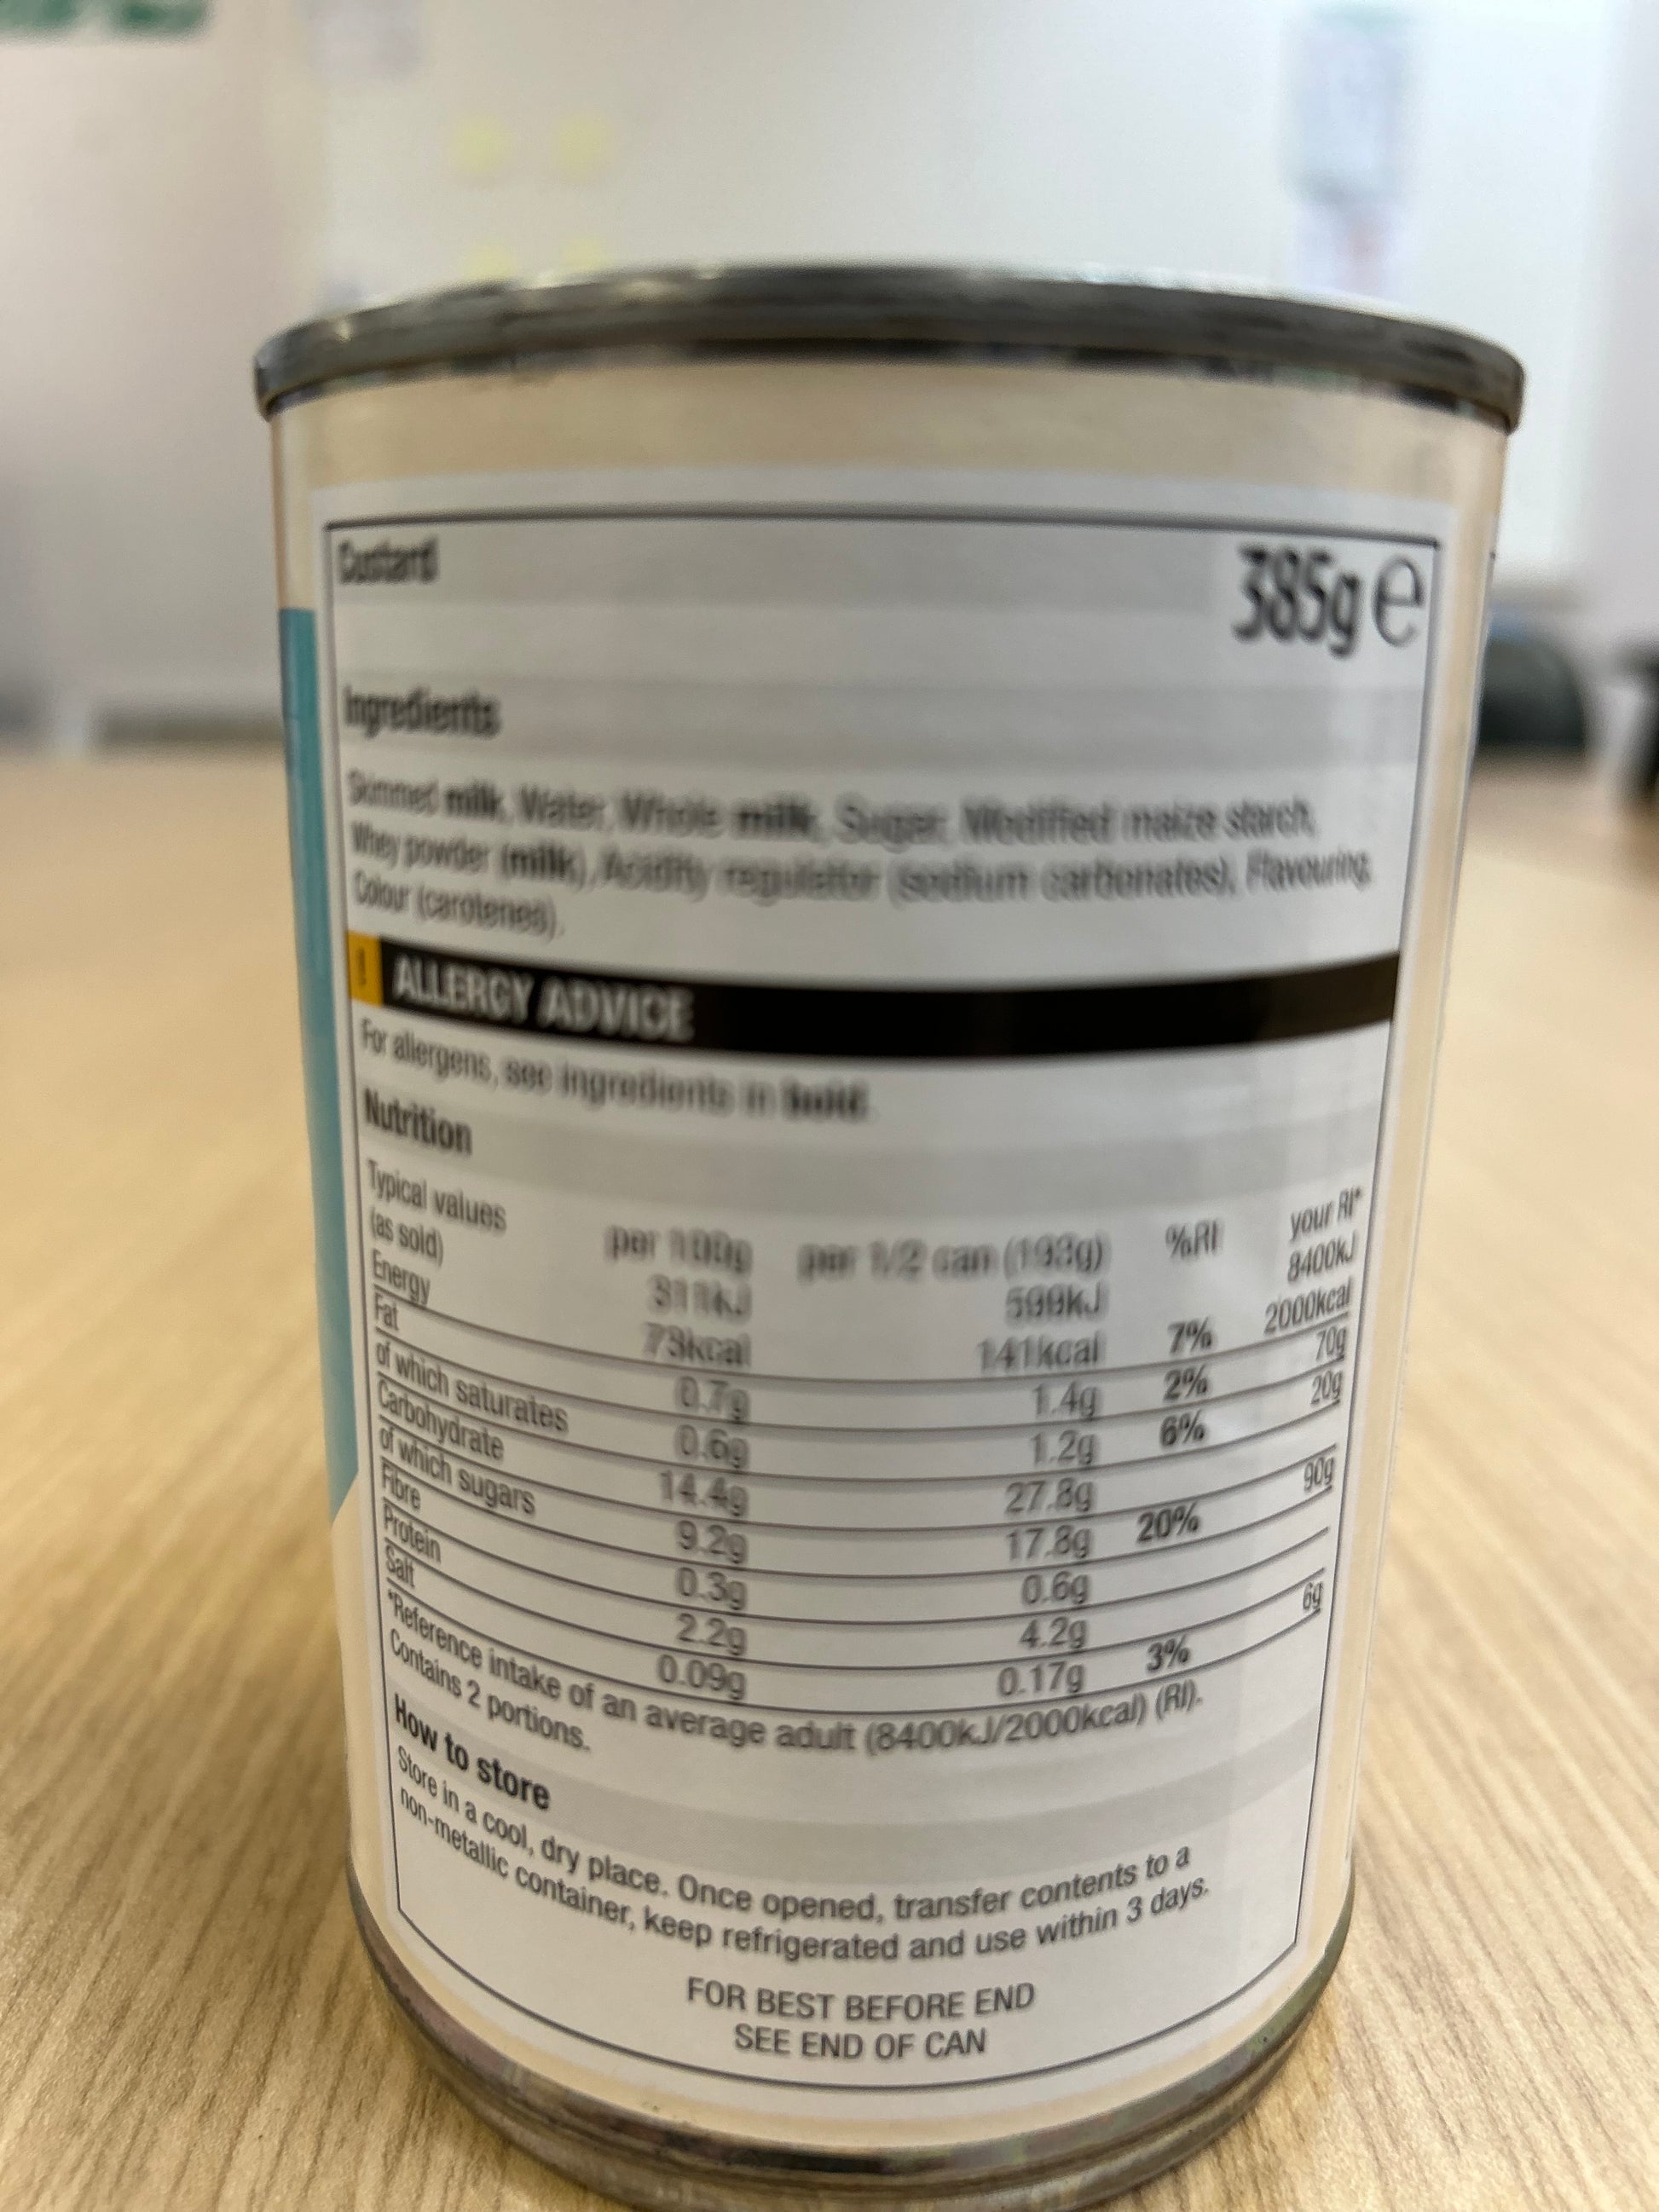 Custard
385g ℮
Ingredients
Skimmed milk, Water, Whole milk, Sugar, Modified maize starch,
Whey powder (milk), Acidity regulator (sodium carbonates), Flavouring,
Colour (carotenes).
! ALLERGY ADVICE
For allergens, see ingredients in bold.
Nutrition
Typical values (as sold) per 100g per 1/2 can (193g) %RI your RI*
Energy 311kJ 599kJ 8400kJ
73kcal 141kcal 7% 2000kcal
Fat 0.7g 1.4g 2% 70g
of which saturates 0.6g 1.2g 6% 20g
Carbohydrate 14.4g 27.8g
of which sugars 9.2g 17.8g 20% 90g
Fibre 0.3g 0.6g
Protein 2.2g 4.2g
Salt 0.09g 0.17g 3% 6g
*Reference intake of an average adult (8400kJ/2000kcal) (RI).
Contains 2 portions.
How to store
Store in a cool, dry place. Once opened, transfer contents to a
non-metallic container, keep refrigerated and use within 3 days.
FOR BEST BEFORE END
SEE END OF CAN